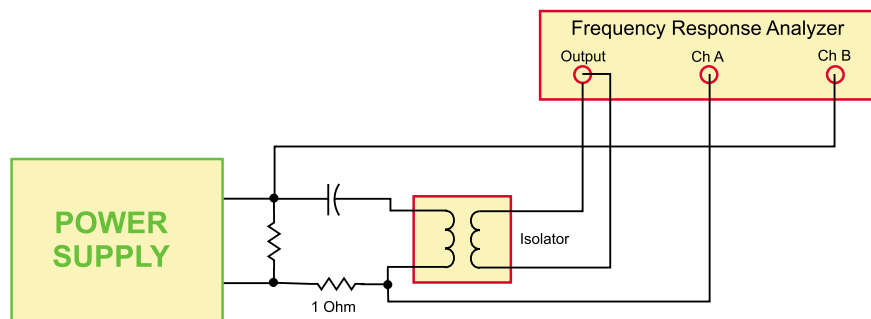 Frequency Response Analyzer
Output
Ch A
Ch B
POWER
SUPPLY
Isolator
1 Ohm